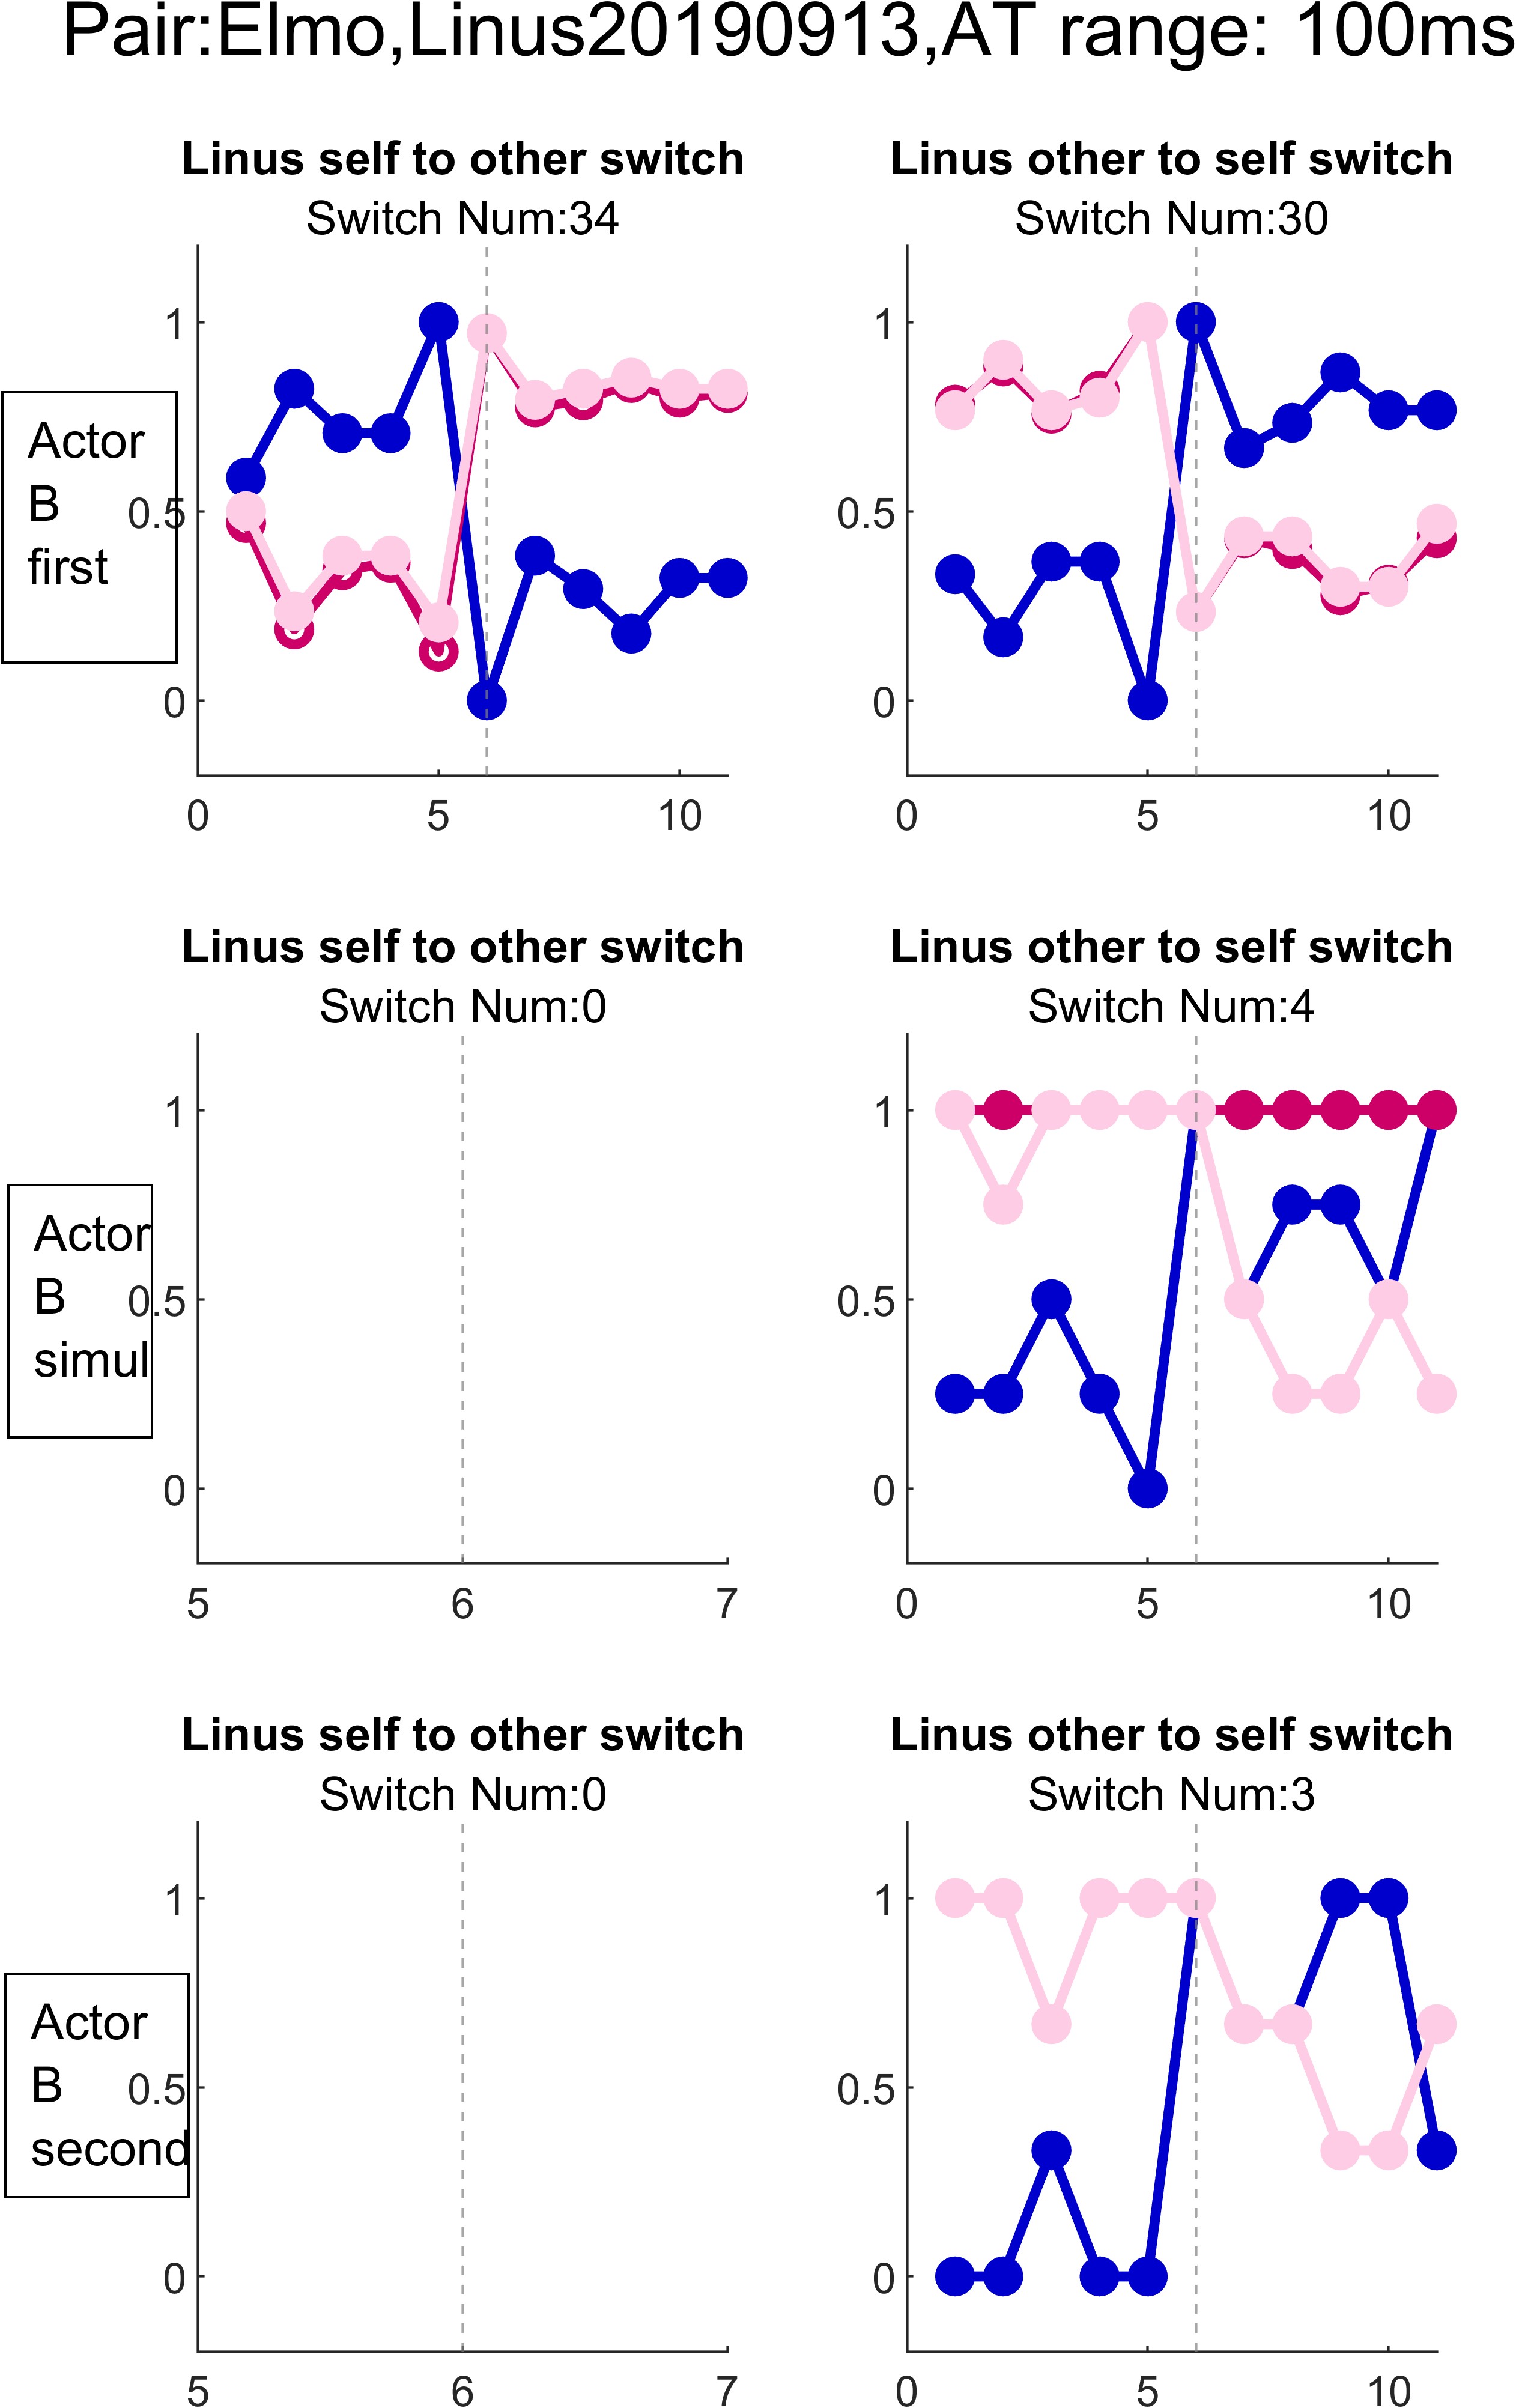 Pair:Elmo,Linus20190913,AT range: 100ms
Linus self to other switch
Switch Num:34
1
0.5
0
0
5
10
Actor
B
first
Linus other to self switch
Switch Num:30
1
0.5
0
0
5
10
Linus self to other switch
Switch Num:0
1
0.5
0
5
6
7
Actor
B
simul
Linus other to self switch
Switch Num:4
1
0.5
0
0
5
10
Linus self to other switch
Switch Num:0
1
0.5
0
5
6
7
Actor
B
second
Linus other to self switch
Switch Num:3
1
0.5
0
0
5
10